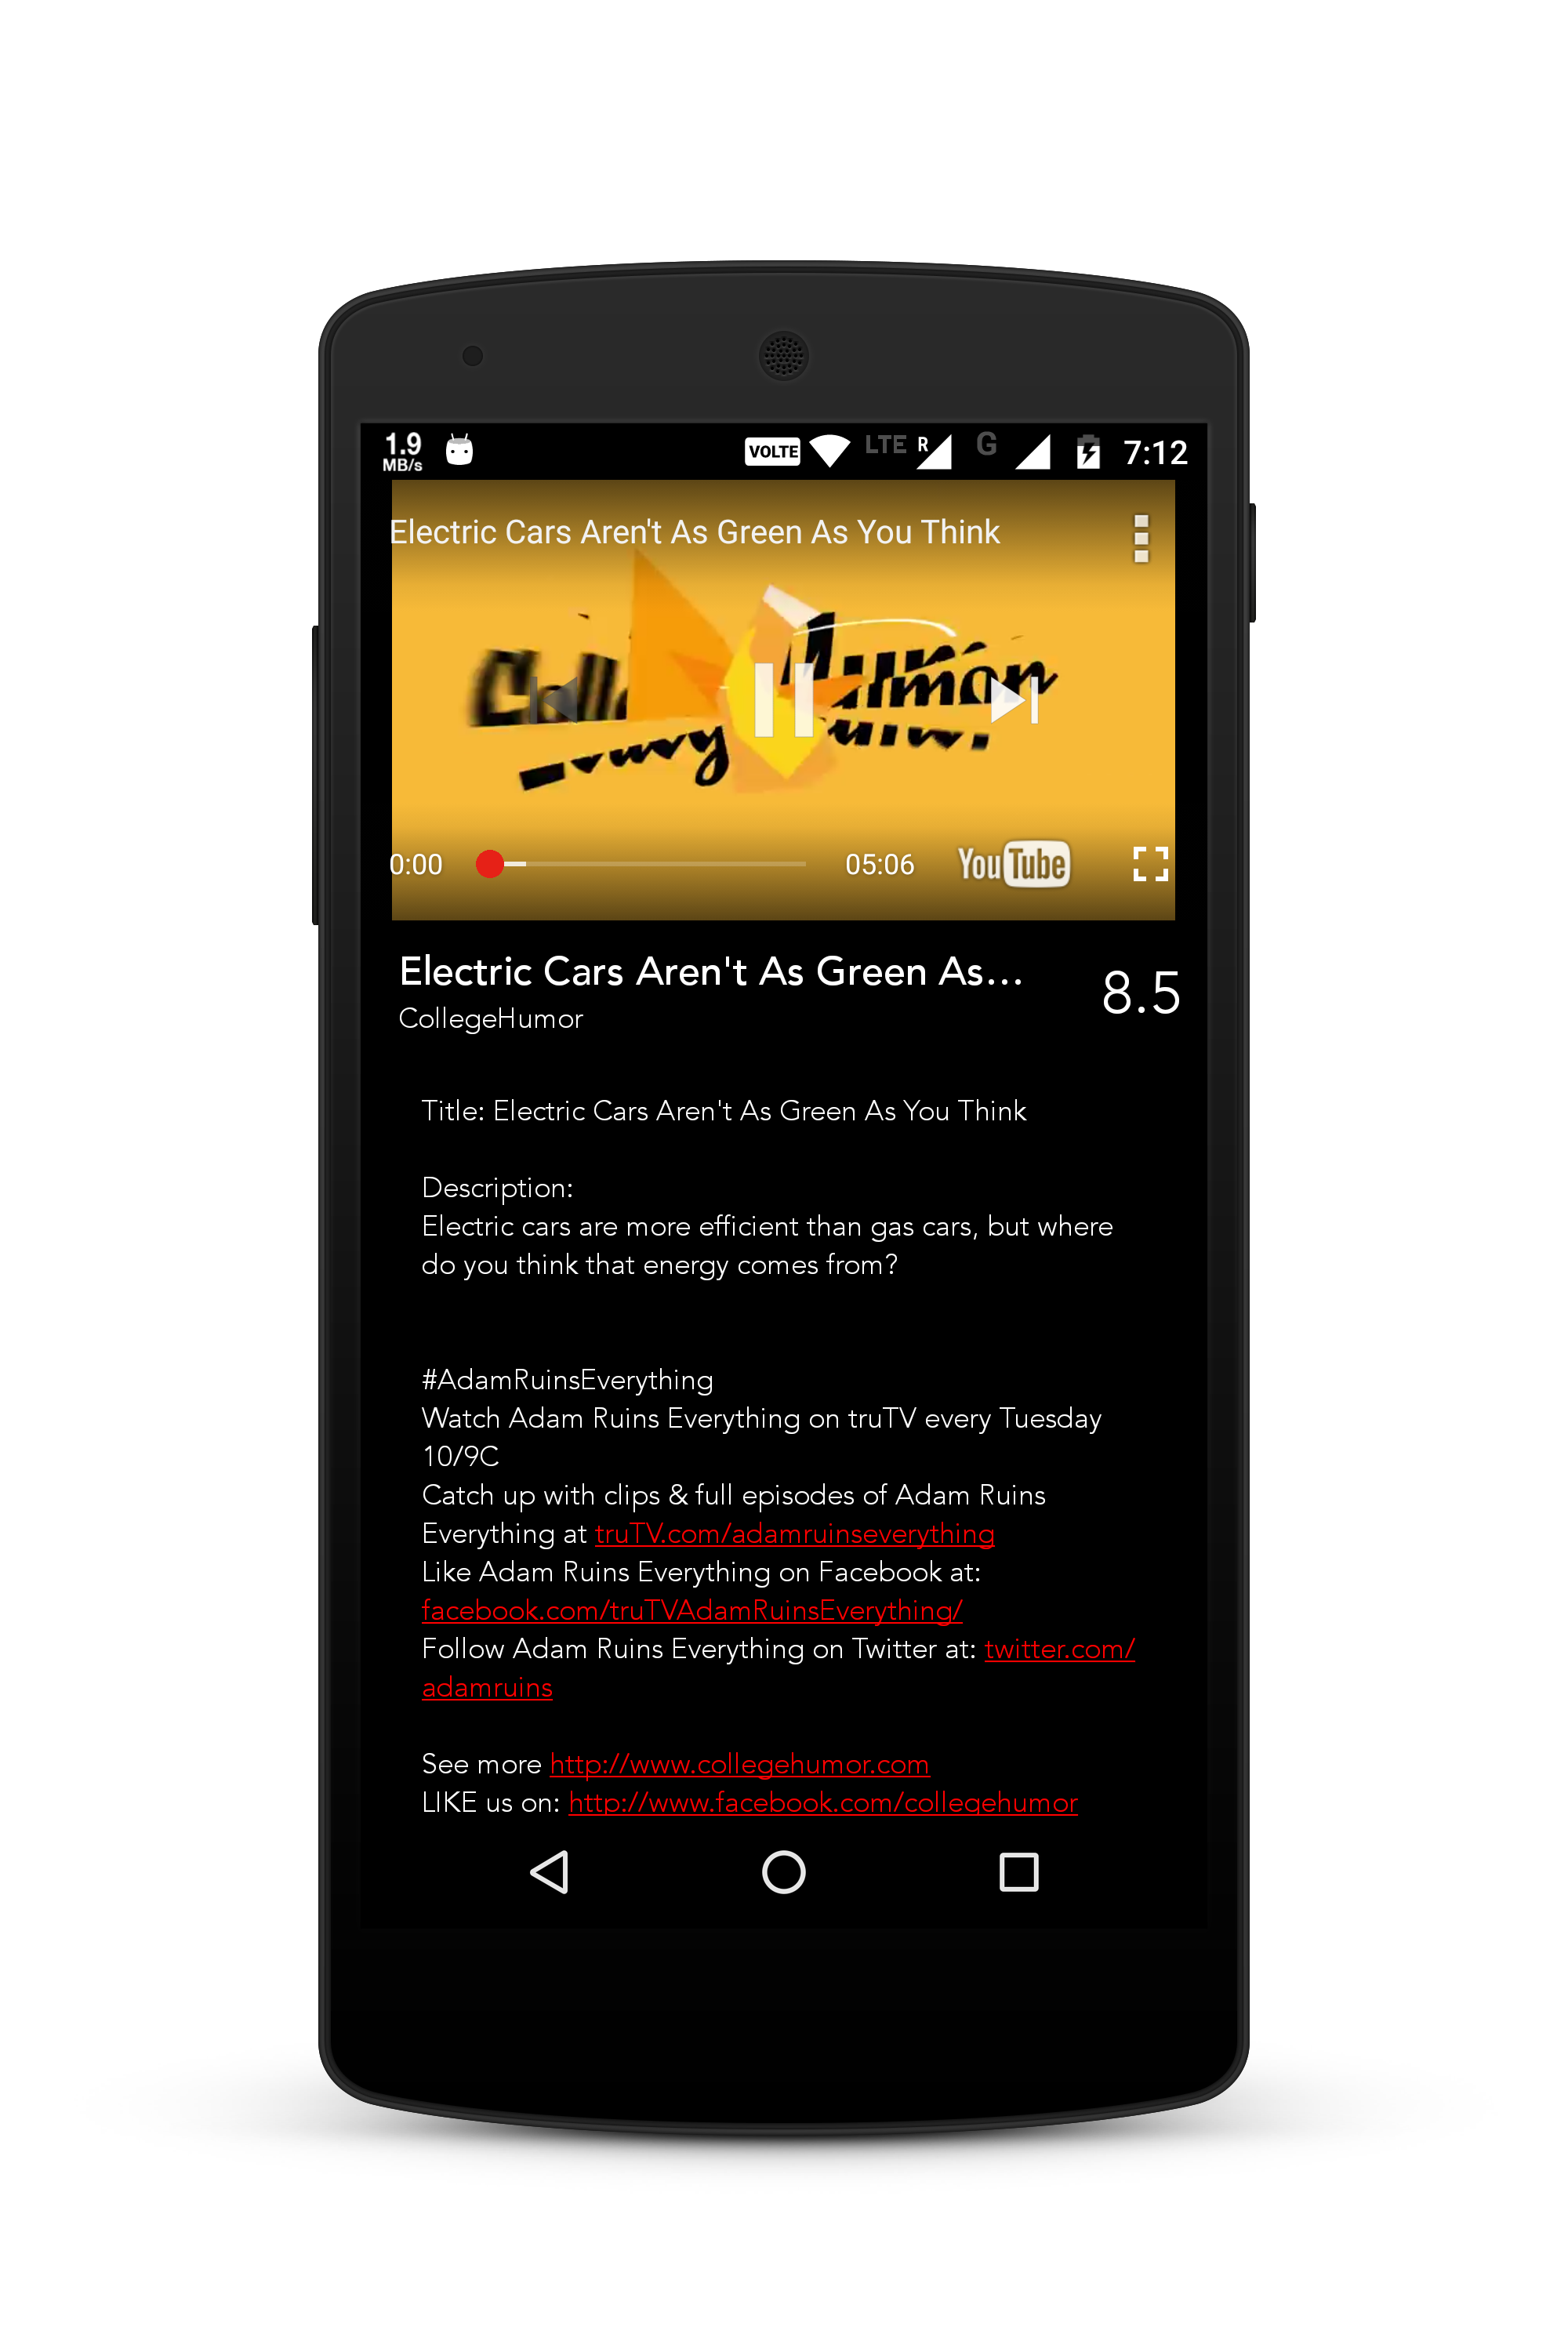 1.9
MB/s
VOLTE
LTE
R
G
7:12
Electric Cars Aren't As Green As You Think
0:00
05:06
YouTube
Electric Cars Aren't As Green As...
8.5
CollegeHumor
Title: Electric Cars Aren't As Green As You Think
Description:
Electric cars are more efficient than gas cars, but where
do you think that energy comes from?
#AdamRuinsEverything
Watch Adam Ruins Everything on truTV every Tuesday
10/9C
Catch up with clips & full episodes of Adam Ruins
Everything at truTV.com/adamruinseverything
Like Adam Ruins Everything on Facebook at:
facebook.com/truTVAdamRuinsEverything/
Follow Adam Ruins Everything on Twitter at: twitter.com/
adamruins
See more http://www.collegehumor.com
LIKE us on: http://www.facebook.com/collegehumor